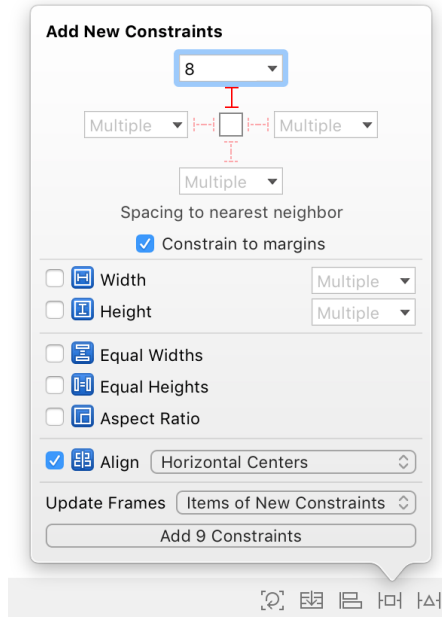 Add New Constraints
8
Multiple Multiple
Multiple
Spacing to nearest neighbor
Constrain to margins
Width Multiple
Height Multiple
Equal Widths
Equal Heights
Aspect Ratio
Align Horizontal Centers
Update Frames Items of New Constraints
Add 9 Constraints